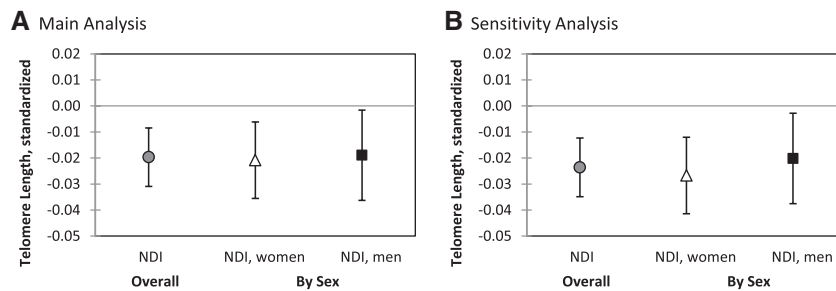 A Main Analysis
Telomere Length, standardized
0.02
0.01
0.00
-0.01
-0.02
-0.03
-0.04
-0.05
NDI
NDI, women
NDI, men
Overall
By Sex
B Sensitivity Analysis
Telomere Length, standardized
0.02
0.01
0.00
-0.01
-0.02
-0.03
-0.04
-0.05
NDI
NDI, women
NDI, men
Overall
By Sex